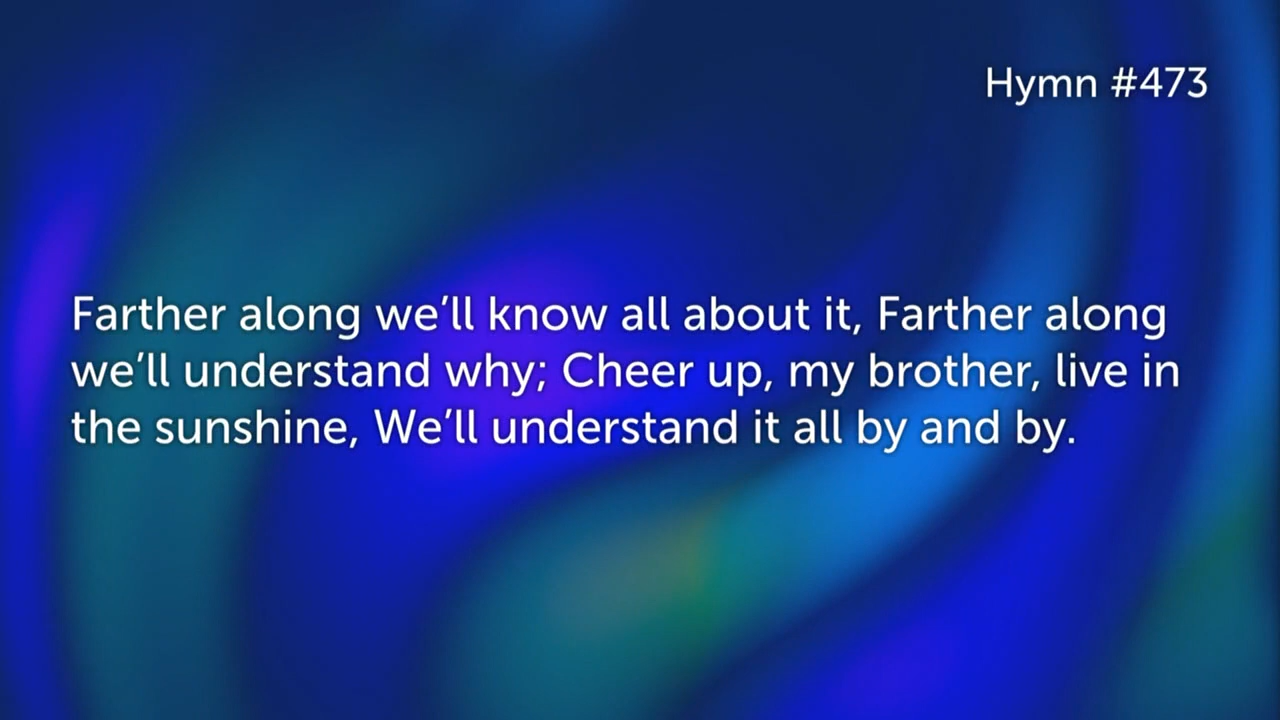 Hymn #473
Farther along we’ll know all about it, Farther along
we’ll understand why; Cheer up, my brother, live in
the sunshine, We’ll understand it all by and by.